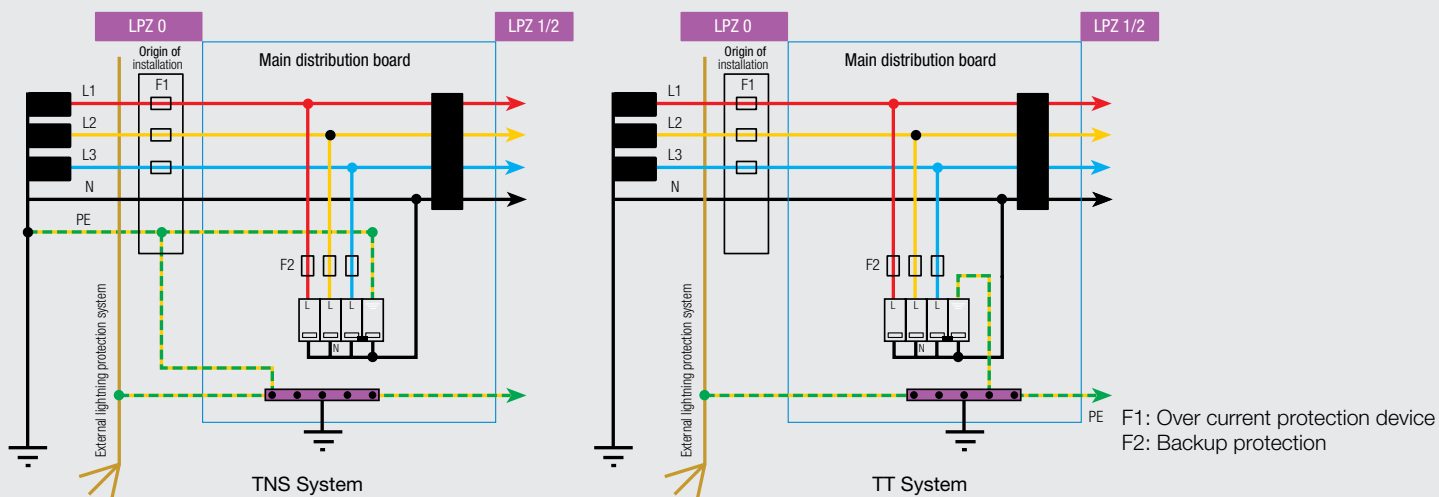 LPZ 0
LPZ 1/2
Origin of
installation
Main distribution board
F1
L1
L2
L3
N
PE
F2
L
L
L
N
External lightning protection system
TNS System
LPZ 0
LPZ 1/2
Origin of
installation
Main distribution board
F1
L1
L2
L3
N
F2
L
L
L
N
External lightning protection system
PE
TT System
F1: Over current protection device
F2: Backup protection